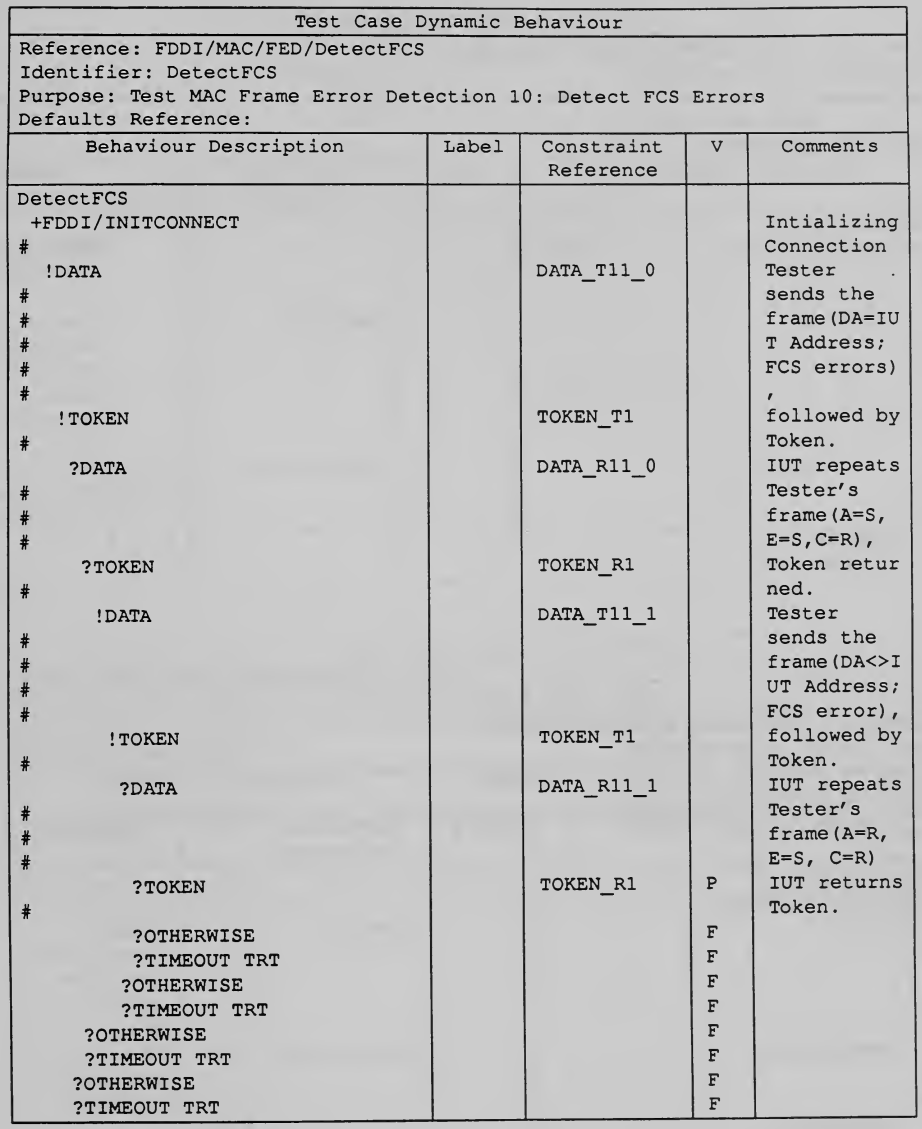 Test Case Dynamic Behaviour
Reference: FDDI/MAC/FED/DetectFCS
Identifier: DetectFCS
Purpose: Test MAC Frame Error Detection 10: Detect FCS Errors
Defaults Reference:
Behaviour Description Label Constraint V Comments
Reference
DetectFCS
+FDDI/INITCONNECT Intializing
# Connection
!DATA DATA_T11_0 Tester .
# sends the
# frame(DA=IU
# T Address;
# FCS errors)
# ,
!TOKEN TOKEN_T1 followed by
# Token.
?DATA DATA_R11_0 IUT repeats
# Tester's
# frame(A=S,
# E=S,C=R),
?TOKEN TOKEN_R1 Token retur
# ned.
!DATA DATA_T11_1 Tester
# sends the
# frame(DA<>I
# UT Address;
# FCS error),
!TOKEN TOKEN_T1 followed by
# Token.
?DATA DATA_R11_1 IUT repeats
# Tester's
# frame(A=R,
# E=S, C=R)
?TOKEN TOKEN_R1 P IUT returns
# Token.
?OTHERWISE F
?TIMEOUT TRT F
?OTHERWISE F
?TIMEOUT TRT F
?OTHERWISE F
?TIMEOUT TRT F
?OTHERWISE F
?TIMEOUT TRT F